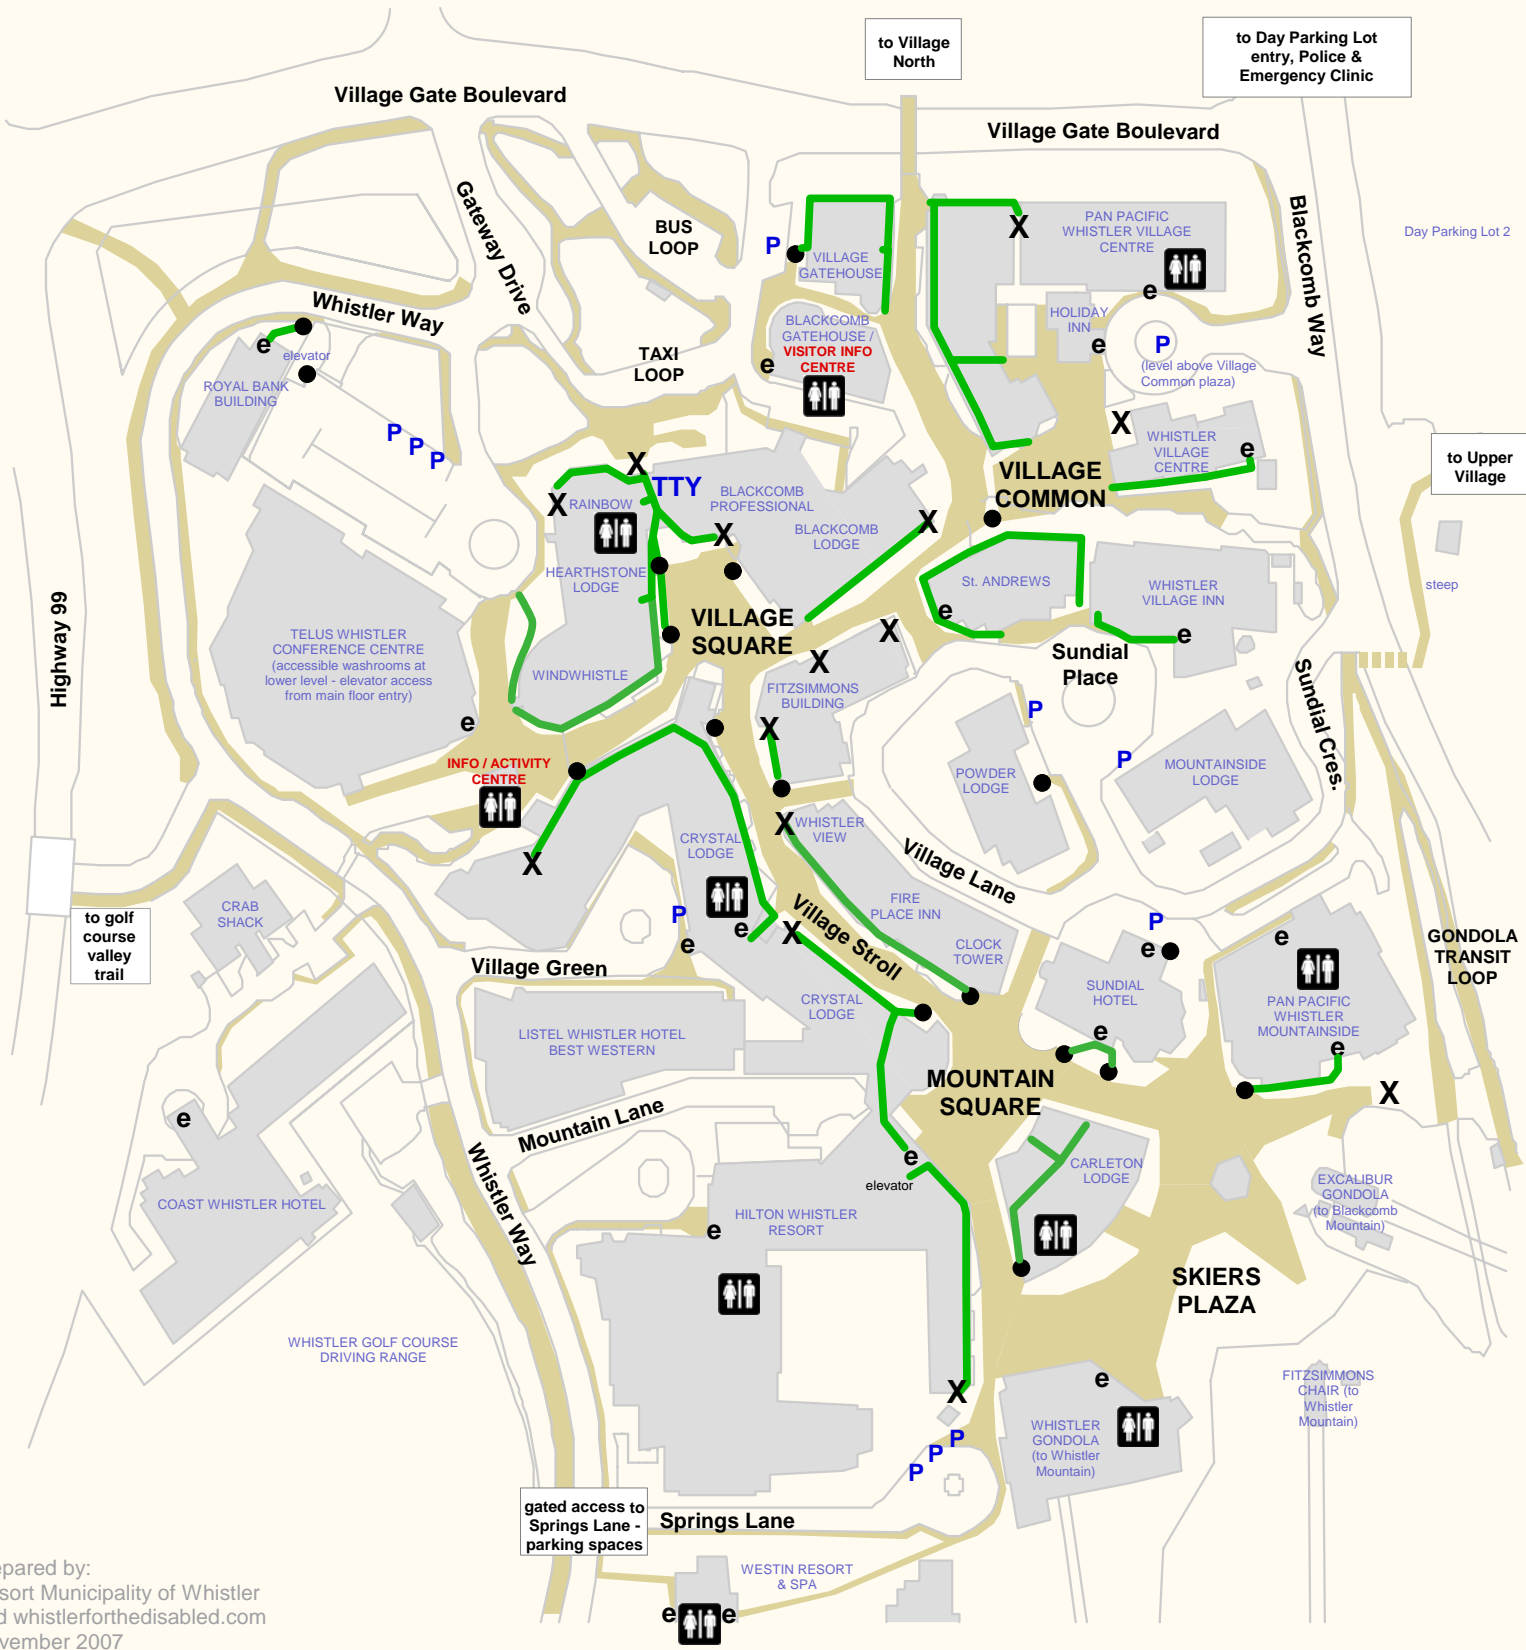 to Village
North
to Day Parking Lot
entry, Police &
Emergency Clinic
Village Gate Boulevard
Village Gate Boulevard
Gateway Drive
BUS
LOOP
P
VILLAGE
GATEHOUSE
X
PAN PACIFIC
WHISTLER VILLAGE
CENTRE
Blackcomb Way
Day Parking Lot 2
e
Whistler Way
HOLIDAY
INN
e
P
(level above Village
Common plaza)
BLACKCOMB
GATEHOUSE /
VISITOR INFO
CENTRE
e
TAXI
LOOP
e
elevator
ROYAL BANK
BUILDING
P
P
P
X
WHISTLER
VILLAGE
CENTRE
e
to Upper
Village
VILLAGE
COMMON
X
TTY
X
RAINBOW
BLACKCOMB
PROFESSIONAL
X
BLACKCOMB
LODGE
X
HEARTHSTONE
LODGE
St. ANDREWS
e
WHISTLER
VILLAGE INN
e
steep
Highway 99
VILLAGE
SQUARE
X
X
Sundial
Place
TELUS WHISTLER
CONFERENCE CENTRE
(accessible washrooms at
lower level - elevator access
from main floor entry)
e
WINDWHISTLE
FITZSIMMONS
BUILDING
X
P
Sundial Cres.
INFO / ACTIVITY
CENTRE
POWDER
LODGE
P
MOUNTAINSIDE
LODGE
X
X
WHISTLER
VIEW
CRYSTAL
LODGE
Village Lane
CRAB
SHACK
to golf
course
valley
trail
P
e
e
X
Village Stroll
FIRE
PLACE INN
CLOCK
TOWER
P
e
SUNDIAL
HOTEL
e
e
PAN PACIFIC
WHISTLER
MOUNTAINSIDE
e
GONDOLA
TRANSIT
LOOP
Village Green
CRYSTAL
LODGE
LISTEL WHISTLER HOTEL
BEST WESTERN
MOUNTAIN
SQUARE
X
Mountain Lane
e
Whistler Way
e
elevator
CARLETON
LODGE
EXCALIBUR
GONDOLA
(to Blackcomb
Mountain)
COAST WHISTLER HOTEL
HILTON WHISTLER
RESORT
e
SKIERS
PLAZA
WHISTLER GOLF COURSE
DRIVING RANGE
X
e
FITZSIMMONS
CHAIR (to
Whistler
Mountain)
WHISTLER
GONDOLA
(to Whistler
Mountain)
P
P
P
gated access to
Springs Lane -
parking spaces
Springs Lane
WESTIN RESORT
& SPA
e
e
epared by:
sort Municipality of Whistler
d whistlerforthedisabled.com
vember 2007